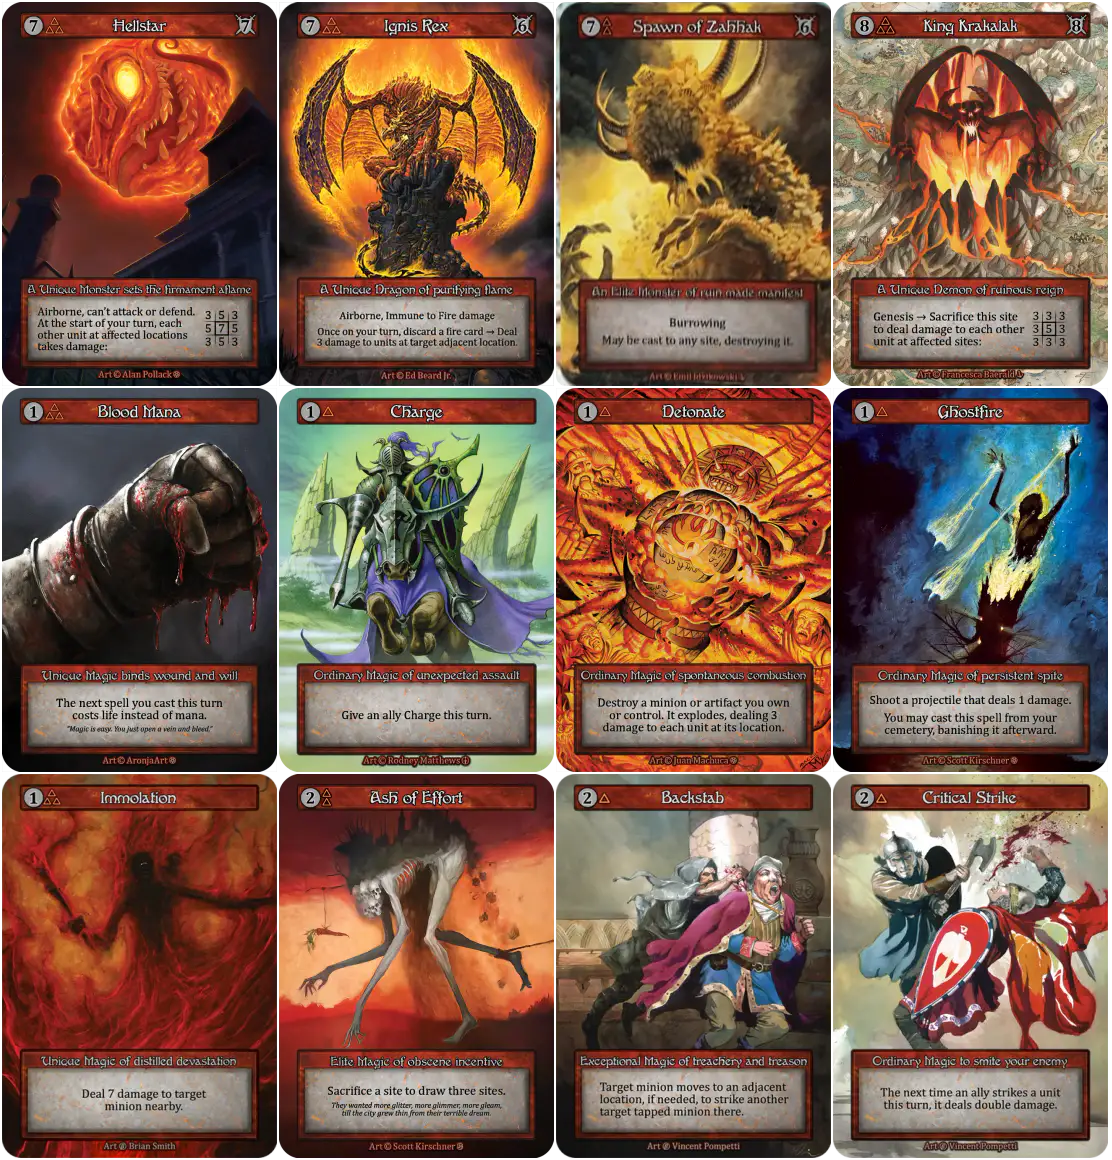 7 Hellstar 7
A Unique Monster sets the firmament aflame
Airborne, can't attack or defend.
At the start of your turn, each
other unit at affected locations
takes damage:
3 5 3
5 7 5
3 5 3
Art © Alan Pollack
7 Ignis Rex 6
A Unique Dragon of purifying flame
Airborne, Immune to Fire damage
Once on your turn, discard a fire card → Deal
3 damage to units at target adjacent location.
Art © Ed Beard Jr.
7 Spawn of Zahhak 6
An Elite Monster of ruin made manifest
Burrowing
May be cast to any site, destroying it.
Art © Emil Idzikowski
8 King Krakalak 8
A Unique Demon of ruinous reign
Genesis → Sacrifice this site
to deal damage to each other
unit at affected sites:
3 3 3
3 5 3
3 3 3
Art © Francesca Baerald
1 Blood Mana
Unique Magic binds wound and will
The next spell you cast this turn
costs life instead of mana.
"Magic is easy. You just open a vein and bleed."
Art © AronjaArt
1 Charge
Ordinary Magic of unexpected assault
Give an ally Charge this turn.
Art © Rodney Matthews
1 Detonate
Ordinary Magic of spontaneous combustion
Destroy a minion or artifact you own
or control. It explodes, dealing 3
damage to each unit at its location.
Art © Juan Machuca
1 Ghostfire
Ordinary Magic of persistent spite
Shoot a projectile that deals 1 damage.
You may cast this spell from your
cemetery, banishing it afterward.
Art © Scott Kirschner
1 Immolation
Unique Magic of distilled devastation
Deal 7 damage to target
minion nearby.
Art @ Brian Smith
2 Ash of Effort
Elite Magic of obscene incentive
Sacrifice a site to draw three sites.
They wanted more glitter, more glimmer, more gleam,
till the city grew thin from their terrible dream
Art © Scott Kirschner
2 Backstab
Exceptional Magic of treachery and treason
Target minion moves to an adjacent
location, if needed, to strike another
target tapped minion there.
Art @ Vincent Pompetti
2 Critical Strike
Ordinary Magic to smite your enemy
The next time an ally strikes a unit
this turn, it deals double damage.
Art @ Vincent Pompetti